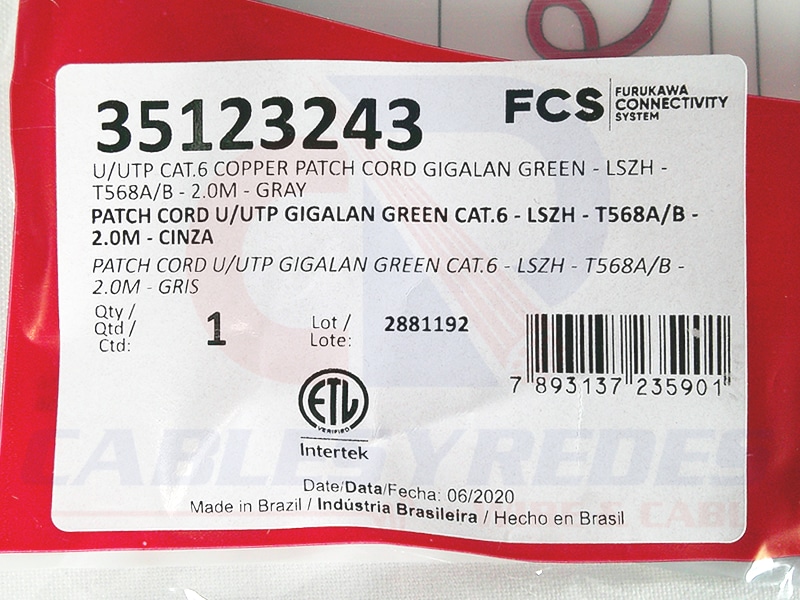 35123243
FCS FURUKAWA
CONNECTIVITY
SYSTEM
U/UTP CAT.6 COPPER PATCH CORD GIGALAN GREEN - LSZH -
T568A/B - 2.0M - GRAY
PATCH CORD U/UTP GIGALAN GREEN CAT.6 - LSZH - T568A/B -
2.0M - CINZA
PATCH CORD U/UTP GIGALAN GREEN CAT.6 - LSZH - T568A/B -
2.0M - GRIS
Qty /
Qtd /
Ctd:
1
Lot /
Lote:
2881192
7 893137 235901
ETL
VERIFIED
Intertek
CABLES Y REDES
Date/Data/Fecha: 06/2020
Made in Brazil / Indústria Brasileira / Hecho en Brasil